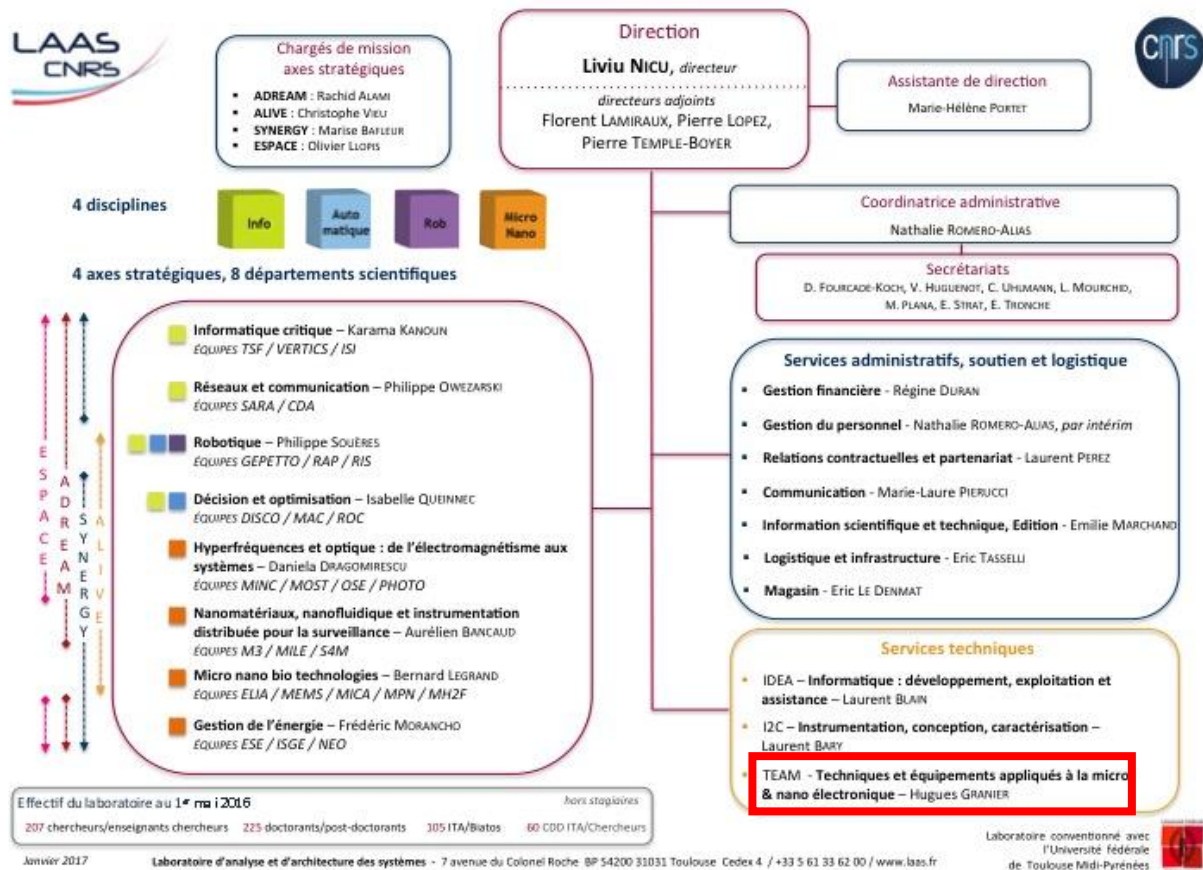 LAAS
CNRS
Chargés de mission
axes stratégiques
▪ ADREAM : Rachid ALAMI
▪ ALIVE : Christophe VIEU
▪ SYNERGY : Marise BAFLEUR
▪ ESPACE : Olivier LLOPIS
Direction
Liviu NICU, directeur
directeurs adjoints
Florent LAMIRAUX, Pierre LOPEZ,
Pierre TEMPLE-BOYER
cnrs
Assistante de direction
Marie-Hélène PORTET
4 disciplines
Info
Auto
matique
Rob
Micro
Nano
Coordinatrice administrative
Nathalie ROMERO-ALIAS
Secrétariats
D. FOURCADE-KOCH, V. HUGUENOT, C. UHLMANN, L. MOURCHID,
M. PLANA, E. STRAT, E. TRONCHE
4 axes stratégiques, 8 départements scientifiques
ESPACE
ADREAM
SYNERGY
ALIVE
Informatique critique – Karama KANOUN
ÉQUIPES TSF / VERTICS / ISI
Réseaux et communication – Philippe OWEZARSKI
ÉQUIPES SARA / CDA
Robotique – Philippe SOUÈRES
ÉQUIPES GEPETTO / RAP / RIS
Décision et optimisation – Isabelle QUEINNEC
ÉQUIPES DISCO / MAC / ROC
Hyperfréquences et optique : de l'électromagnétisme aux
systèmes – Daniela DRAGOMIRESCU
ÉQUIPES MINC / MOST / OSE / PHOTO
Nanomatériaux, nanofluidique et instrumentation
distribuée pour la surveillance – Aurélien BANCAUD
ÉQUIPES M3 / MILE / S4M
Micro nano bio technologies – Bernard LEGRAND
ÉQUIPES ELIA / MEMS / MICA / MPN / MH2F
Gestion de l'énergie – Frédéric MORANCHO
ÉQUIPES ESE / ISGE / NEO
Services administratifs, soutien et logistique
▪ Gestion financière - Régine DURAN
▪ Gestion du personnel - Nathalie ROMERO-ALIAS, par intérim
▪ Relations contractuelles et partenariat - Laurent PEREZ
▪ Communication - Marie-Laure PIERUCCI
▪ Information scientifique et technique, Edition - Emilie MARCHAND
▪ Logistique et infrastructure - Eric TASSELLI
▪ Magasin - Eric LE DENMAT
Services techniques
• IDEA – Informatique : développement, exploitation et
assistance – Laurent BLAIN
• I2C – Instrumentation, conception, caractérisation –
Laurent BARY
• TEAM - Techniques et équipements appliqués à la micro
& nano électronique – Hugues GRANIER
Effectif du laboratoire au 1er mai 2016 hors stagiaires
207 chercheurs/enseignants chercheurs 225 doctorants/post-doctorants 105 ITA/Biatos 60 CDD ITA/Chercheurs
Laboratoire conventionné avec
l'Université fédérale
de Toulouse Midi-Pyrénées
Janvier 2017 Laboratoire d'analyse et d'architecture des systèmes - 7 avenue du Colonel Roche BP 54200 31031 Toulouse Cedex 4 / +33 5 61 33 62 00 / www.laas.fr